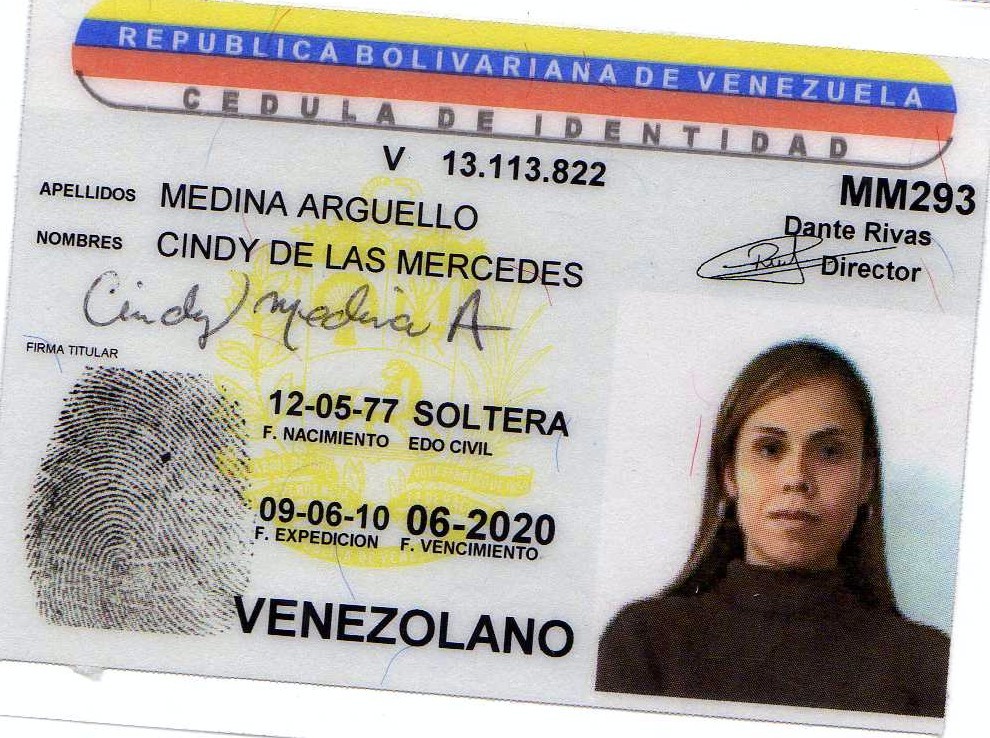 REPUBLICA BOLIVARIANA DE VENEZUELA
CEDULA DE IDENTIDAD
V 13.113.822
MM293
APELLIDOS MEDINA ARGUELLO
Dante Rivas
NOMBRES CINDY DE LAS MERCEDES
Director
Cindy Medina A
FIRMA TITULAR
12-05-77 SOLTERA
F. NACIMIENTO EDO CIVIL
09-06-10 06-2020
F. EXPEDICION F. VENCIMIENTO
VENEZOLANO